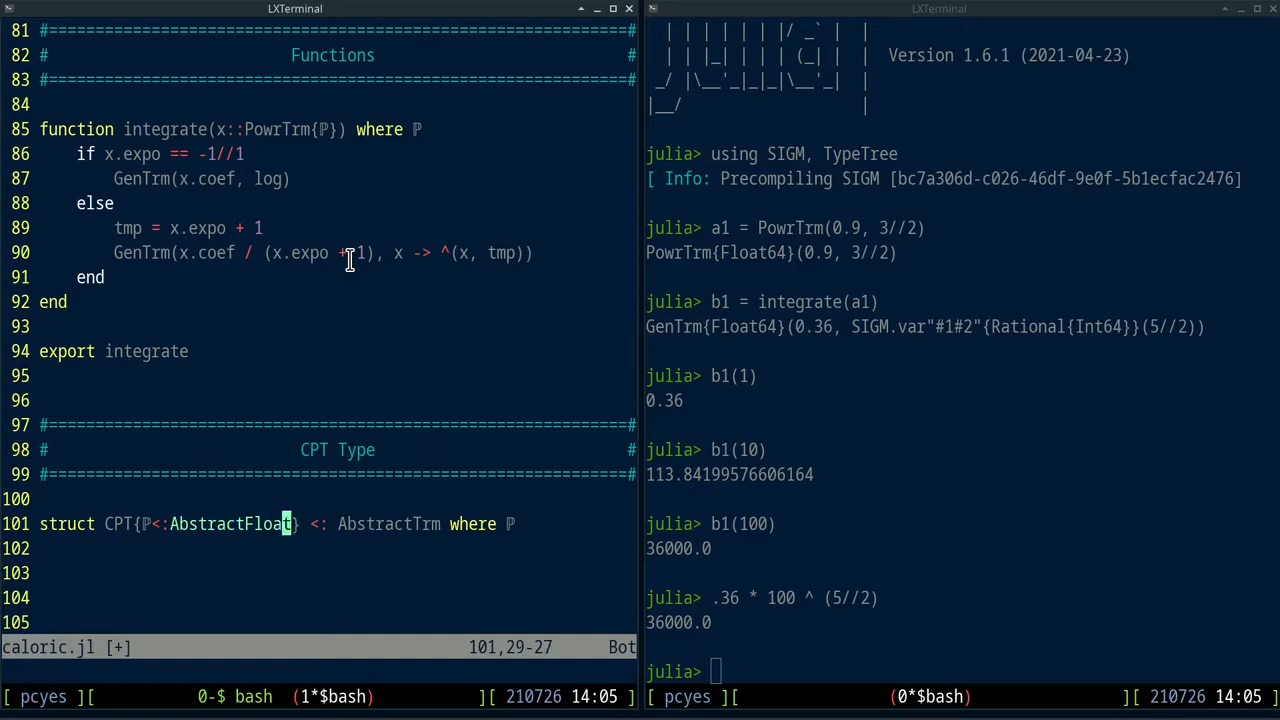 LXTerminal
81 #==============================================================#
82 #                          Functions                           #
83 #==============================================================#
84
85 function integrate(x::PowrTrm{ℙ}) where ℙ
86     if x.expo == -1//1
87         GenTrm(x.coef, log)
88     else
89         tmp = x.expo + 1
90         GenTrm(x.coef / (x.expo + 1), x -> ^(x, tmp))
91     end
92 end
93
94 export integrate
95
96
97 #==============================================================#
98 #                           CPT Type                           #
99 #==============================================================#
100
101 struct CPT{ℙ<:AbstractFloat} <: AbstractTrm where ℙ
102
103
104
105
caloric.jl [+] 101,29-27 Bot
[ pcyes ][ 0-$ bash (1*$bash) ][ 210726 14:05 ]
LXTerminal
| | | | | | |/ _` |  |
| | |_| | | | (_| |  |  Version 1.6.1 (2021-04-23)
_/ |\__'_|_|_|\__'_|  |
|__/                   |
julia> using SIGM, TypeTree
[ Info: Precompiling SIGM [bc7a306d-c026-46df-9e0f-5b1ecfac2476]
julia> a1 = PowrTrm(0.9, 3//2)
PowrTrm{Float64}(0.9, 3//2)
julia> b1 = integrate(a1)
GenTrm{Float64}(0.36, SIGM.var"#1#2"{Rational{Int64}}(5//2))
julia> b1(1)
0.36
julia> b1(10)
113.84199576606164
julia> b1(100)
36000.0
julia> .36 * 100 ^ (5//2)
36000.0
julia>
[ pcyes ][ (0*$bash) ][ 210726 14:05 ]